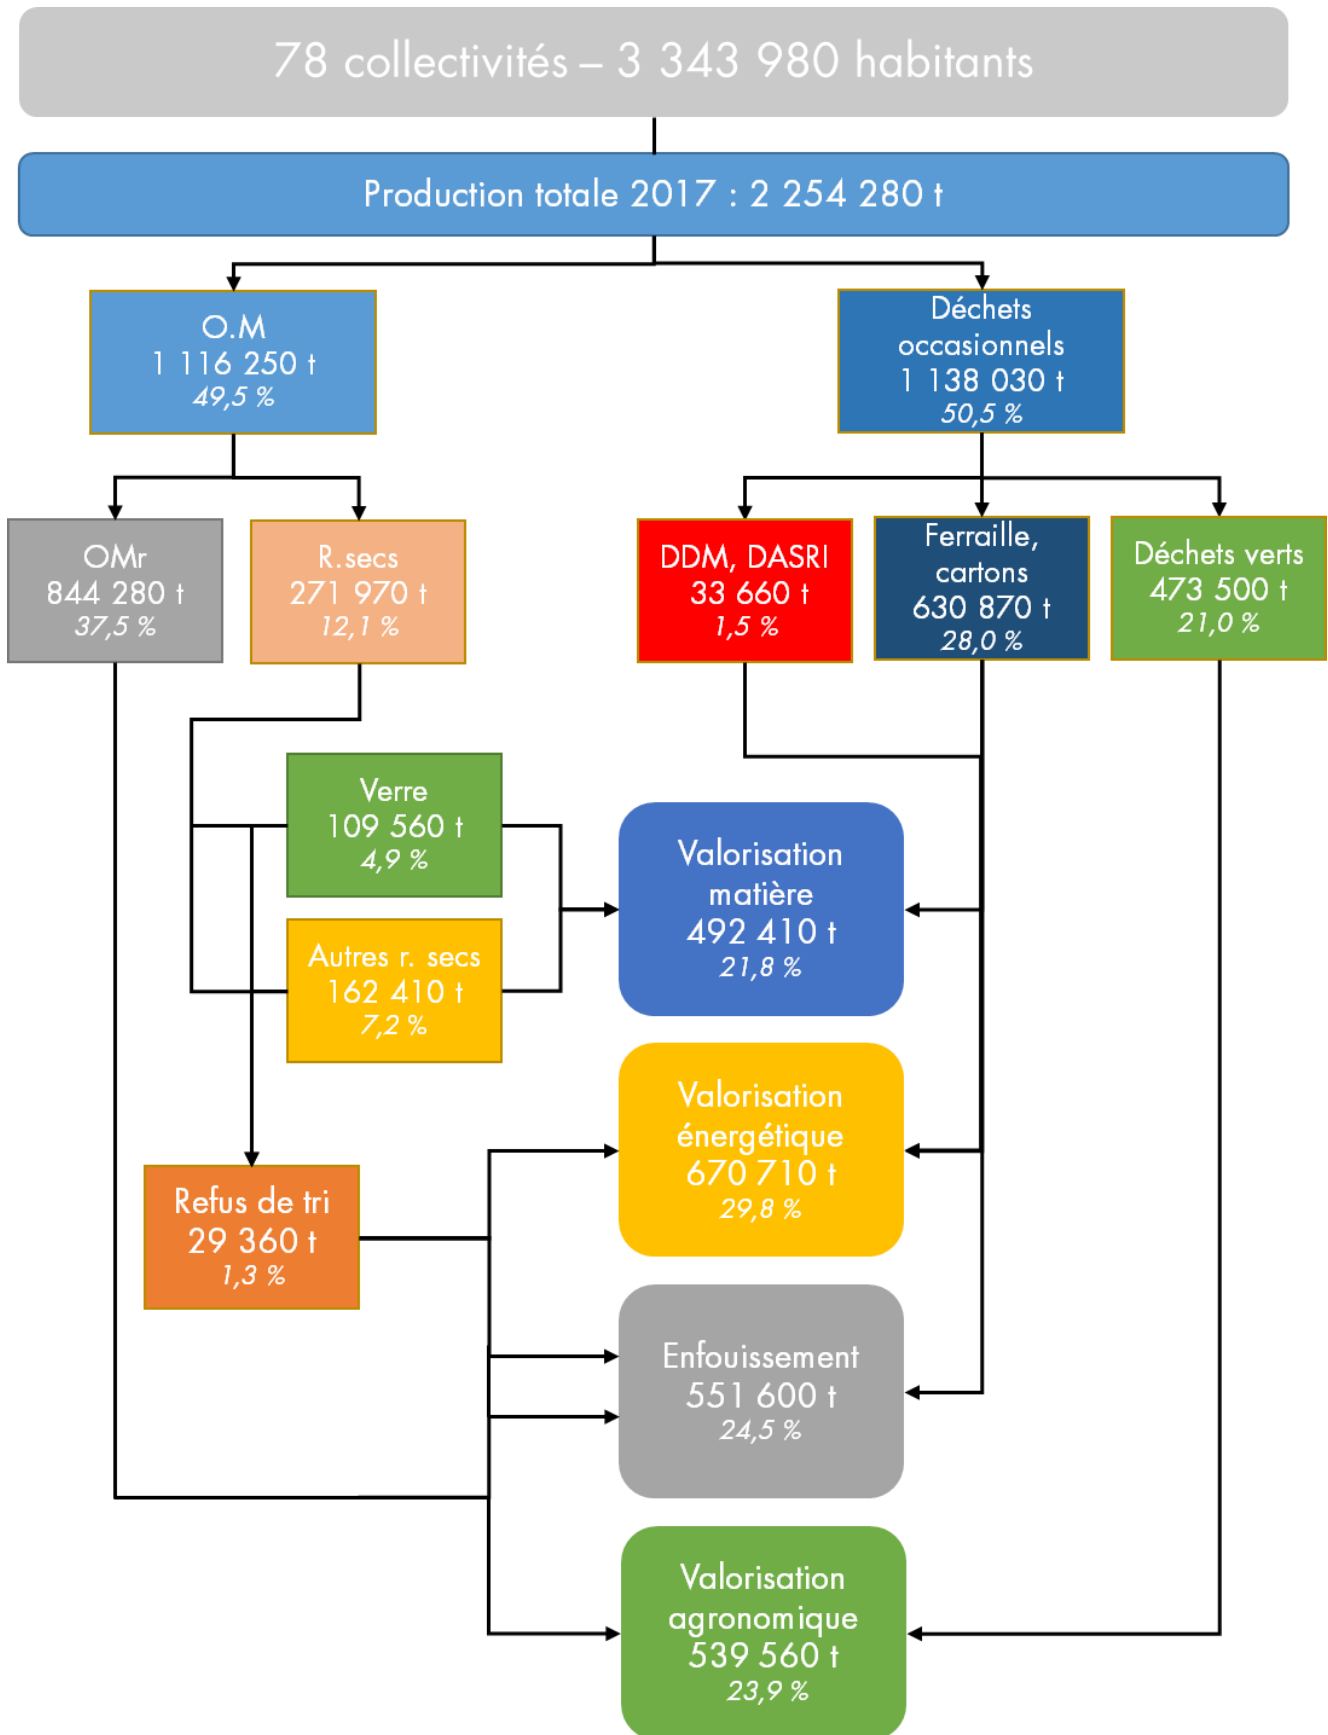 78 collectivités – 3 343 980 habitants
Production totale 2017 : 2 254 280 t
O.M
1 116 250 t
49,5 %
Déchets
occasionnels
1 138 030 t
50,5 %
OMr
844 280 t
37,5 %
R.secs
271 970 t
12,1 %
DDM, DASRI
33 660 t
1,5 %
Ferraille,
cartons
630 870 t
28,0 %
Déchets verts
473 500 t
21,0 %
Verre
109 560 t
4,9 %
Autres r. secs
162 410 t
7,2 %
Valorisation
matière
492 410 t
21,8 %
Valorisation
énergétique
670 710 t
29,8 %
Refus de tri
29 360 t
1,3 %
Enfouissement
551 600 t
24,5 %
Valorisation
agronomique
539 560 t
23,9 %